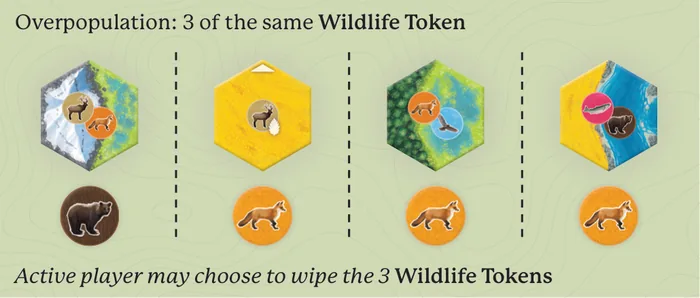 Overpopulation: 3 of the same Wildlife Token
Active player may choose to wipe the 3 Wildlife Tokens